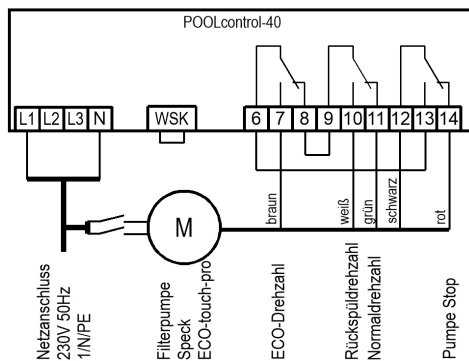 POOLcontrol-40
L1 L2 L3 N WSK 6 7 8 9 10 11 12 13 14
braun
weiß
grün
schwarz
rot
M
Netzanschluss
230V 50Hz
1/N/PE
Filterpumpe
Speck
ECO-touch-pro
ECO-Drehzahl
Rückspüldrehzahl
Normaldrehzahl
Pumpe Stop